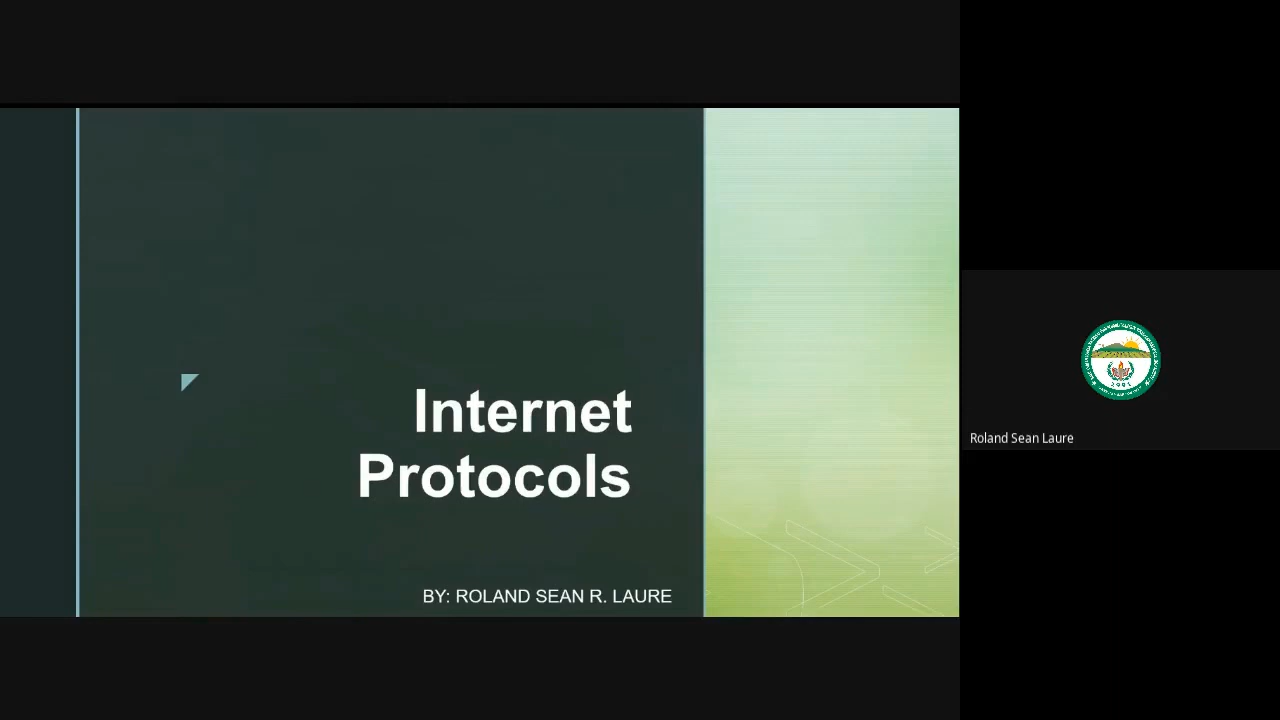 Internet
Protocols
BY: ROLAND SEAN R. LAURE
Roland Sean Laure